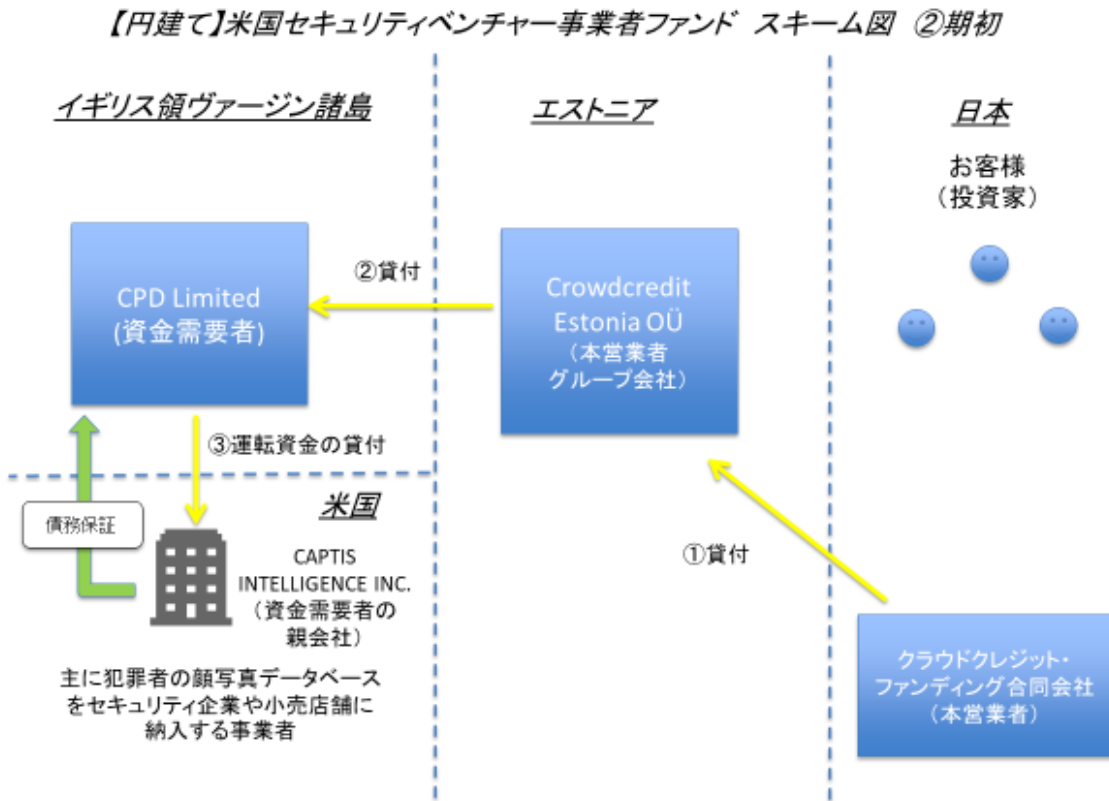 【円建て】米国セキュリティベンチャー事業者ファンド スキーム図 ②期初
イギリス領ヴァージン諸島
エストニア
日本
お客様
（投資家）
CPD Limited
(資金需要者)
②貸付
Crowdcredit
Estonia OÜ
（本営業者
グループ会社）
③運転資金の貸付
債務保証
米国
CAPTIS
INTELLIGENCE INC.
（資金需要者の
親会社）
主に犯罪者の顔写真データベース
をセキュリティ企業や小売店舗に
納入する事業者
①貸付
クラウドクレジット・
ファンディング合同会社
（本営業者）